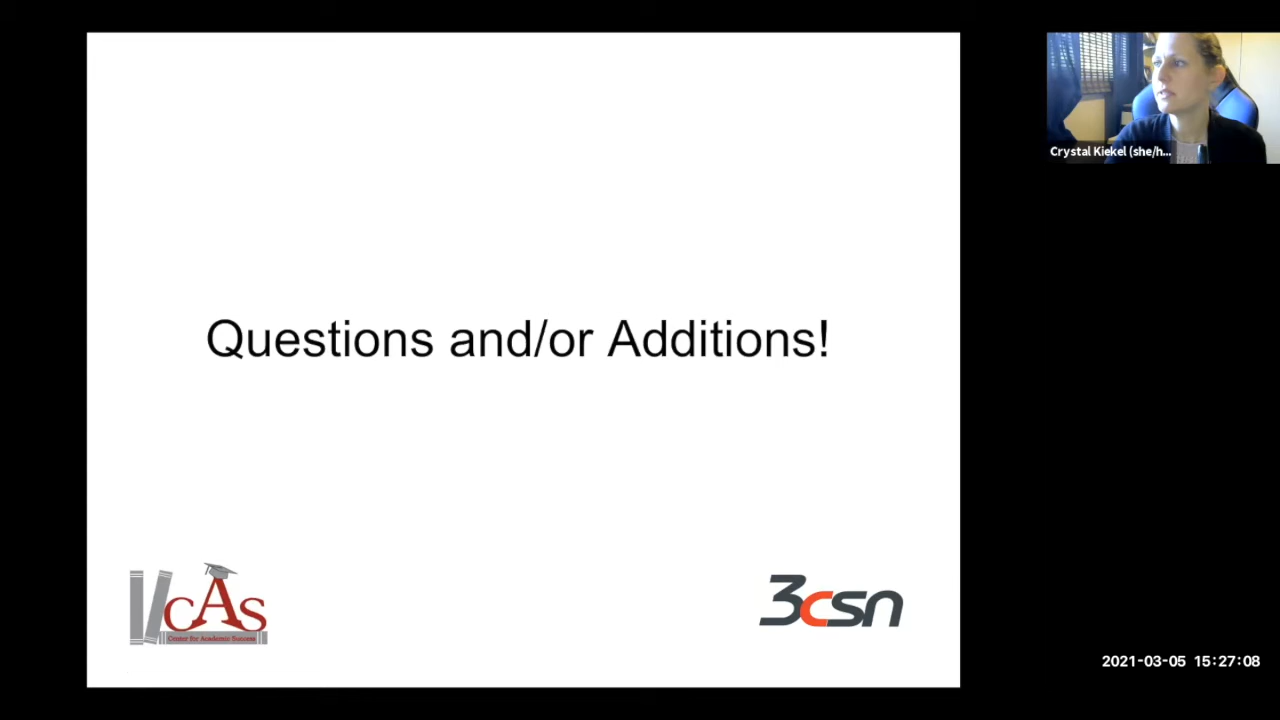 Crystal Kiekel (she/h...
Questions and/or Additions!
cAs
Center for Academic Success
3csn
2021-03-05 15:27:08